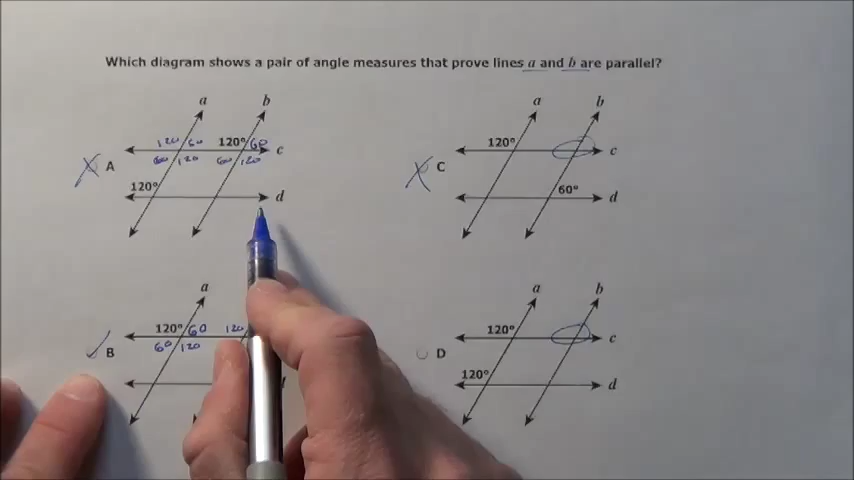 Which diagram shows a pair of angle measures that prove lines a and b are parallel?
a b
120 60 120° 60
A c
60 120 60 120
120°
d
a b
120°
C c
60° d
a
120° 60 120
B
60 120
a b
120° c
D
120° d